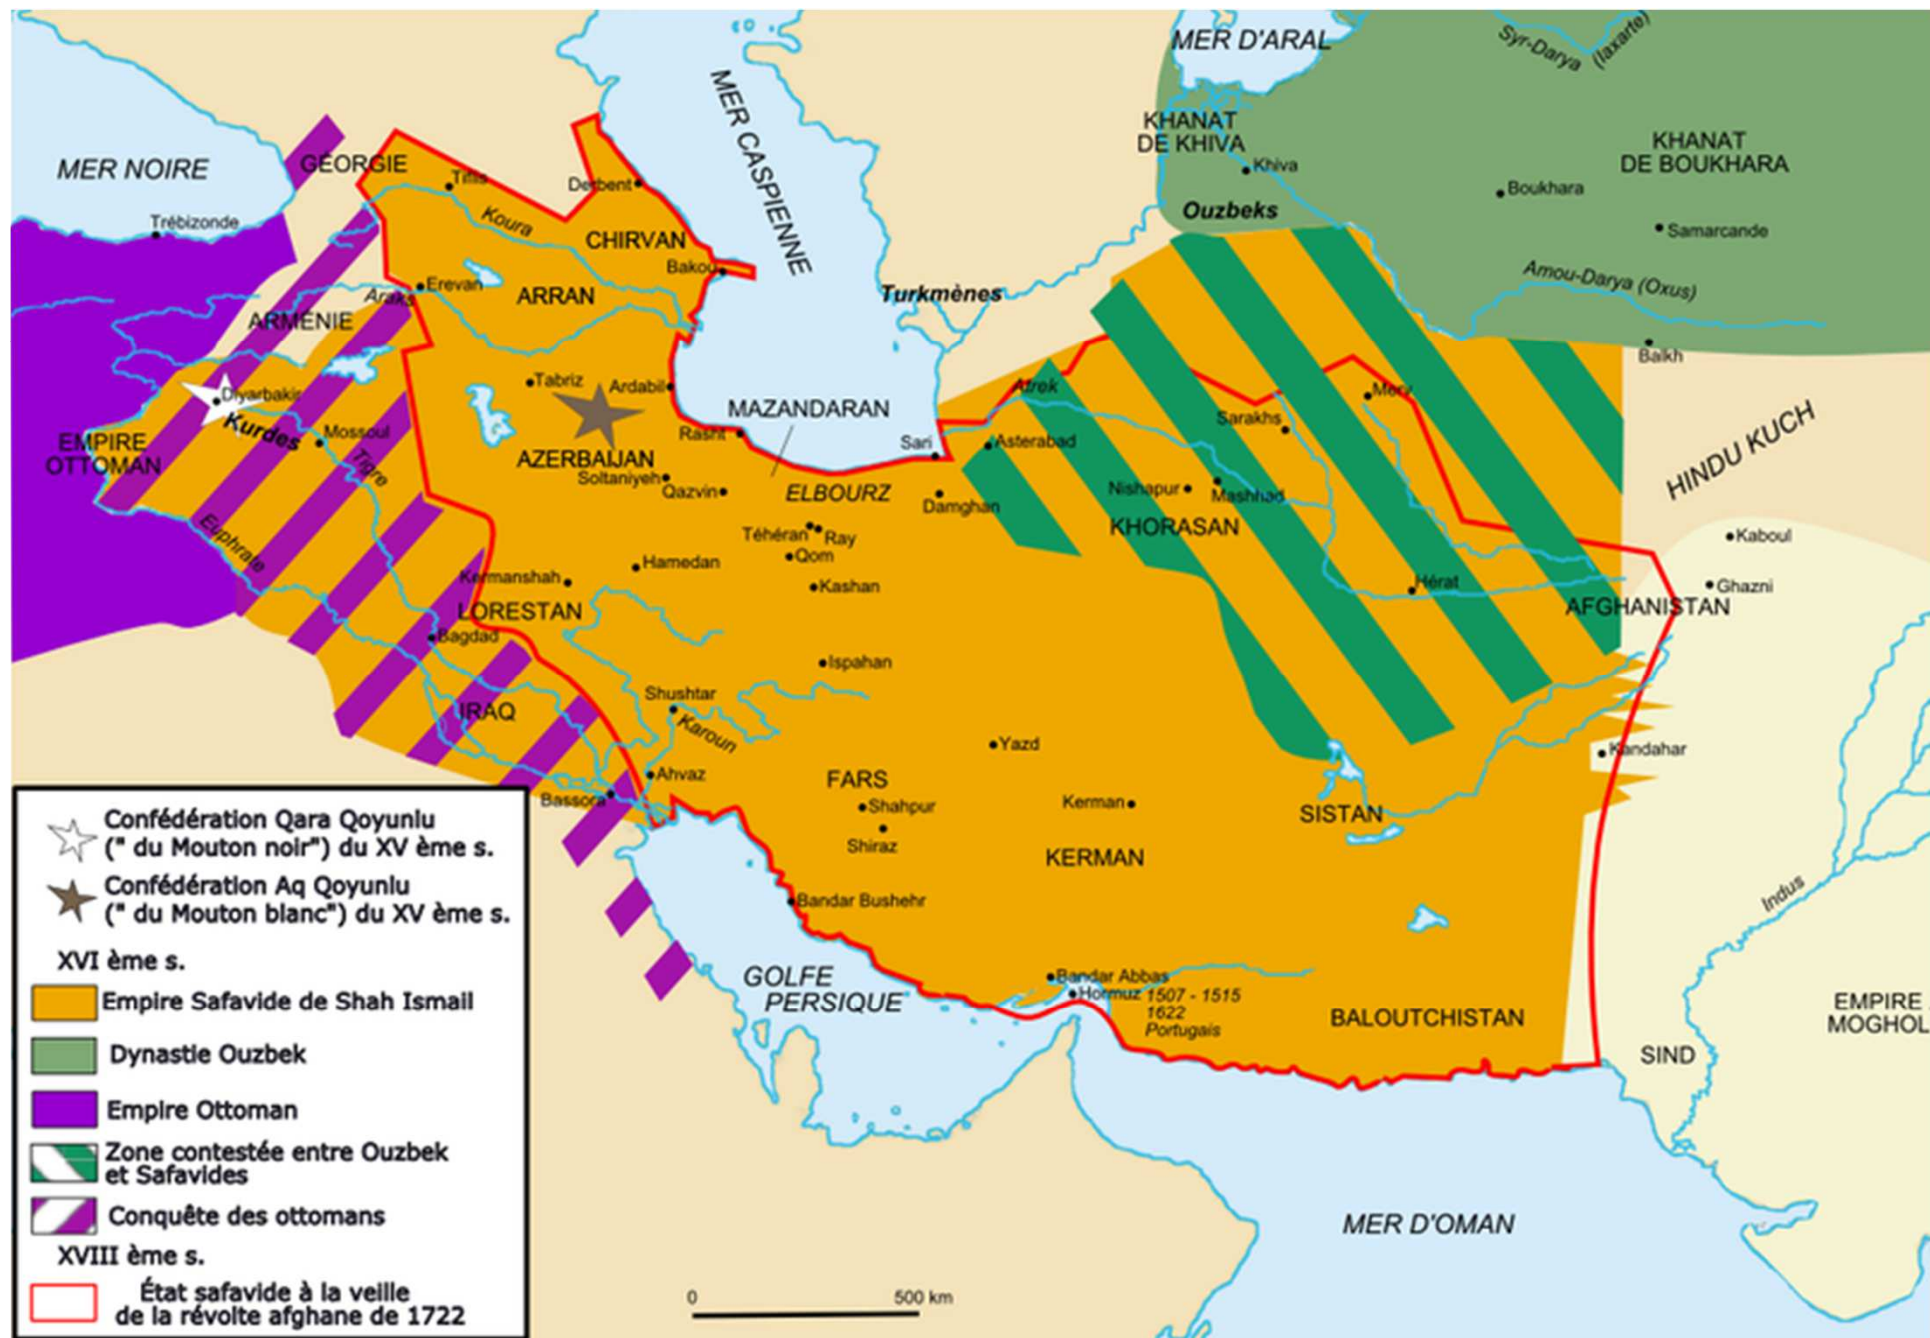 MER D'ARAL
Syr-Darya
(Iaxarte)
MER CASPIENNE
KHANAT
DE KHIVA
KHANAT
DE BOUKHARA
MER NOIRE
GÉORGIE
Tiflis
Derbent
Khiva
Boukhara
Ouzbeks
Koura
Trébizonde
CHIRVAN
Samarcande
Bakou
Amou-Darya (Oxus)
Erevan
Araks
ARRAN
Turkmènes
ARMÉNIE
Balkh
Diyarbakir
Tabriz
Ardabil
Atrek
Merv
MAZANDARAN
Kurdes
Mossoul
Rasht
Sari
Asterabad
Sarakhs
EMPIRE
OTTOMAN
AZERBAIJAN
Tigre
Soltaniyeh
Qazvin
ELBOURZ
Damghan
Nishapur
Mashhad
HINDU KUCH
KHORASAN
Euphrate
Téhéran
Ray
Kaboul
Qom
Hamedan
Kermanshah
Kashan
Hérat
Ghazni
LORESTAN
AFGHANISTAN
Bagdad
Ispahan
Shushtar
IRAQ
Karoun
Yazd
Kandahar
Ahvaz
FARS
Bassora
Shahpur
Kerman
SISTAN
Shiraz
KERMAN
Bandar Bushehr
Indus
GOLFE
PERSIQUE
Bandar Abbas
Hormuz
1507 - 1515
1622
Portugais
BALOUTCHISTAN
EMPIRE
MOGHOL
SIND
MER D'OMAN
0
500 km
Confédération Qara Qoyunlu
(" du Mouton noir") du XV ème s.
Confédération Aq Qoyunlu
(" du Mouton blanc") du XV ème s.
XVI ème s.
Empire Safavide de Shah Ismail
Dynastie Ouzbek
Empire Ottoman
Zone contestée entre Ouzbek
et Safavides
Conquête des ottomans
XVIII ème s.
État safavide à la veille
de la révolte afghane de 1722